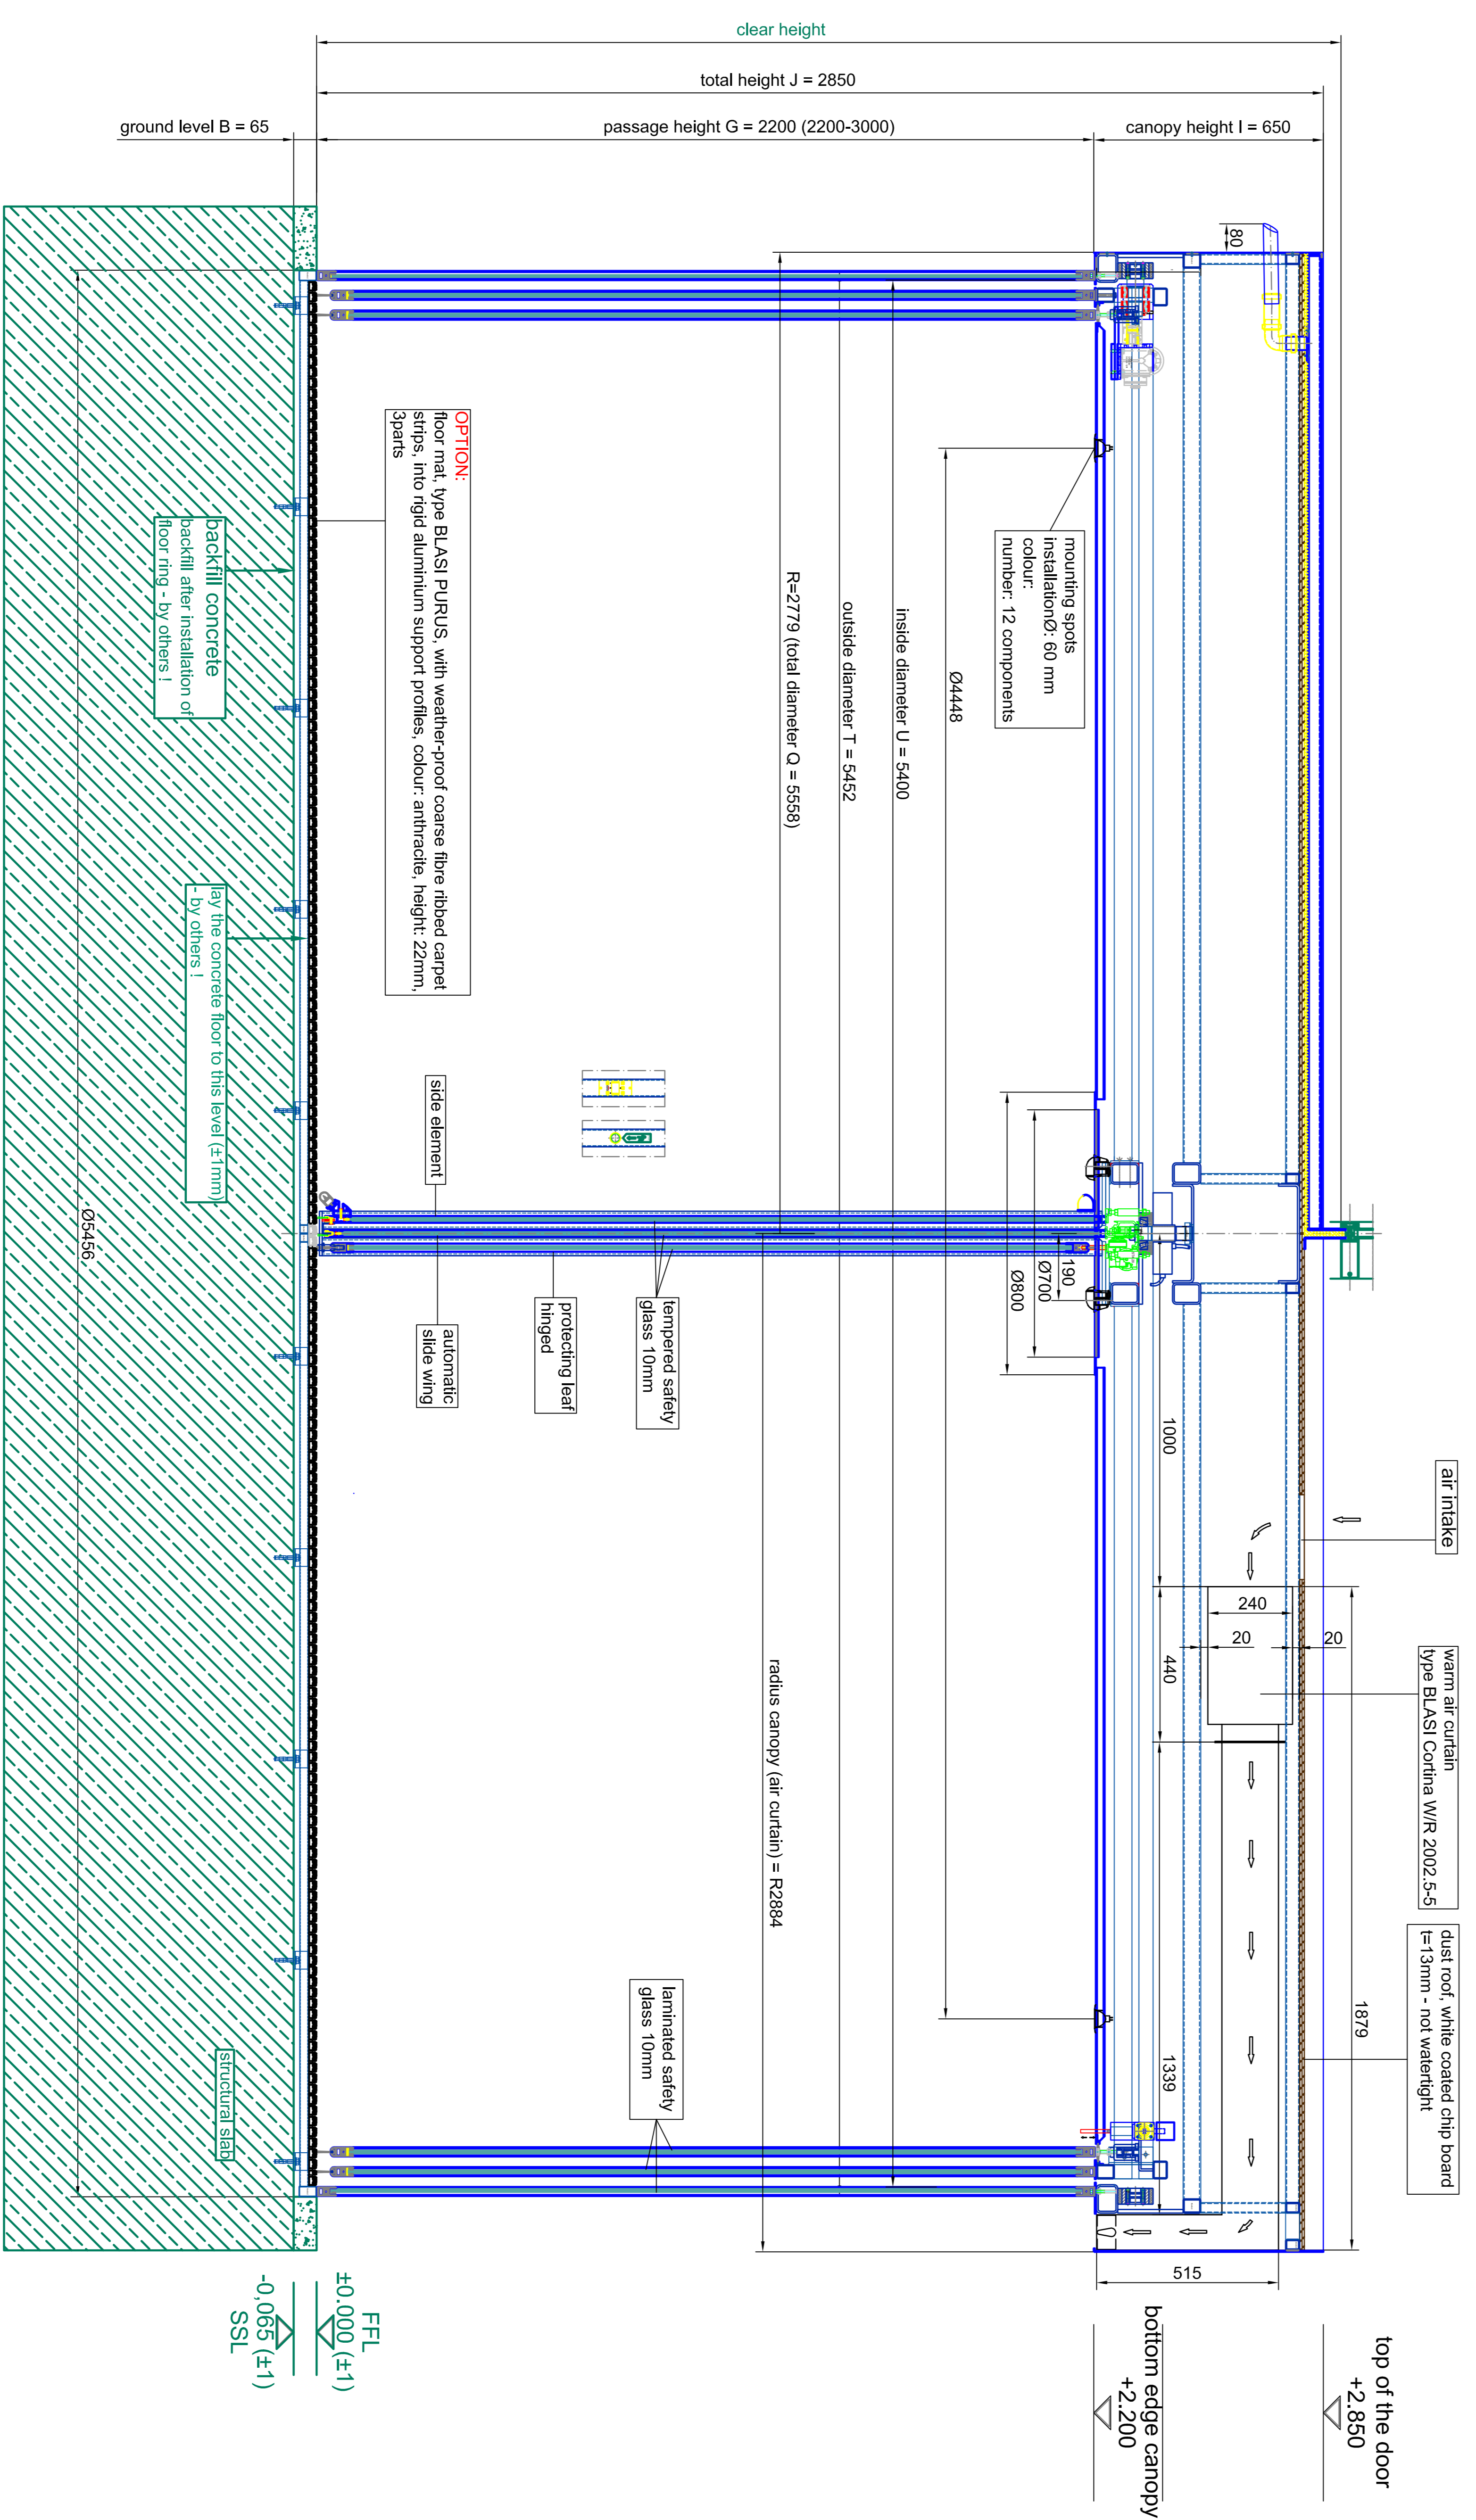 clear height
total height J = 2850
ground level B = 65
passage height G = 2200 (2200-3000)
canopy height I = 650
80
mounting spots
installationØ: 60 mm
colour:
number: 12 components
Ø4448
inside diameter U = 5400
outside diameter T = 5452
R=2779 (total diameter Q = 5558)
OPTION:
floor mat, type BLASI PURUS, with weather-proof coarse fibre ribbed carpet
strips, into rigid aluminium support profiles, colour: anthracite, height: 22mm,
3parts
backfill concrete
backfill after installation of
floor ring - by others !
lay the concrete floor to this level (±1mm)
- by others !
Ø5456
side element
tempered safety
glass 10mm
protecting leaf
hinged
automatic
slide wing
190
Ø700
Ø800
1000
air intake
240
20
20
440
warm air curtain
type BLASI Cortina W/R 2002.5-5
dust roof, white coated chip board
t=13mm - not watertight
1879
1339
radius canopy (air curtain) = R2884
laminated safety
glass 10mm
structural slab
515
top of the door
+2.850
bottom edge canopy
+2.200
FFL
±0.000 (±1)
-0,065 (±1)
SSL